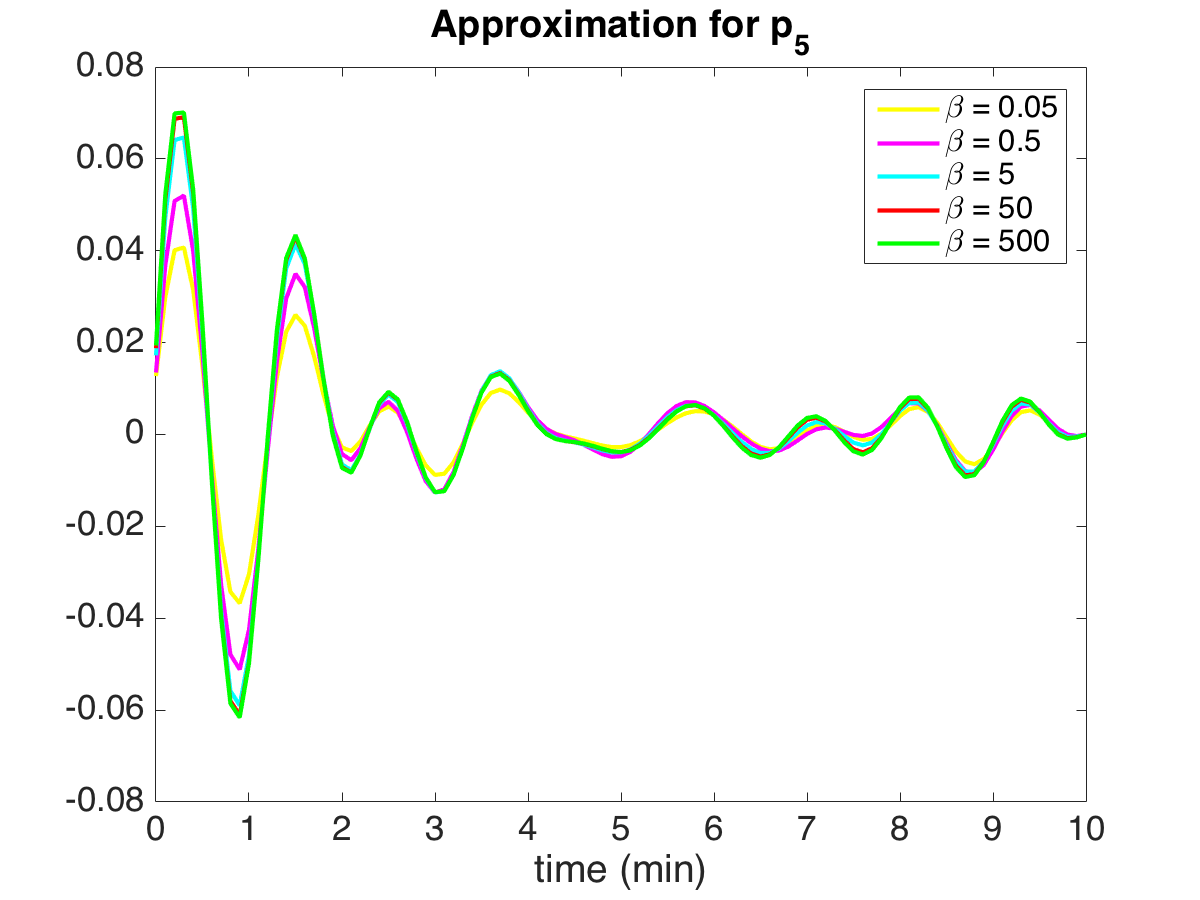 Approximation for p₅
0.08
0.06
0.04
0.02
0
-0.02
-0.04
-0.06
-0.08
β = 0.05
β = 0.5
β = 5
β = 50
β = 500
0 1 2 3 4 5 6 7 8 9 10
time (min)